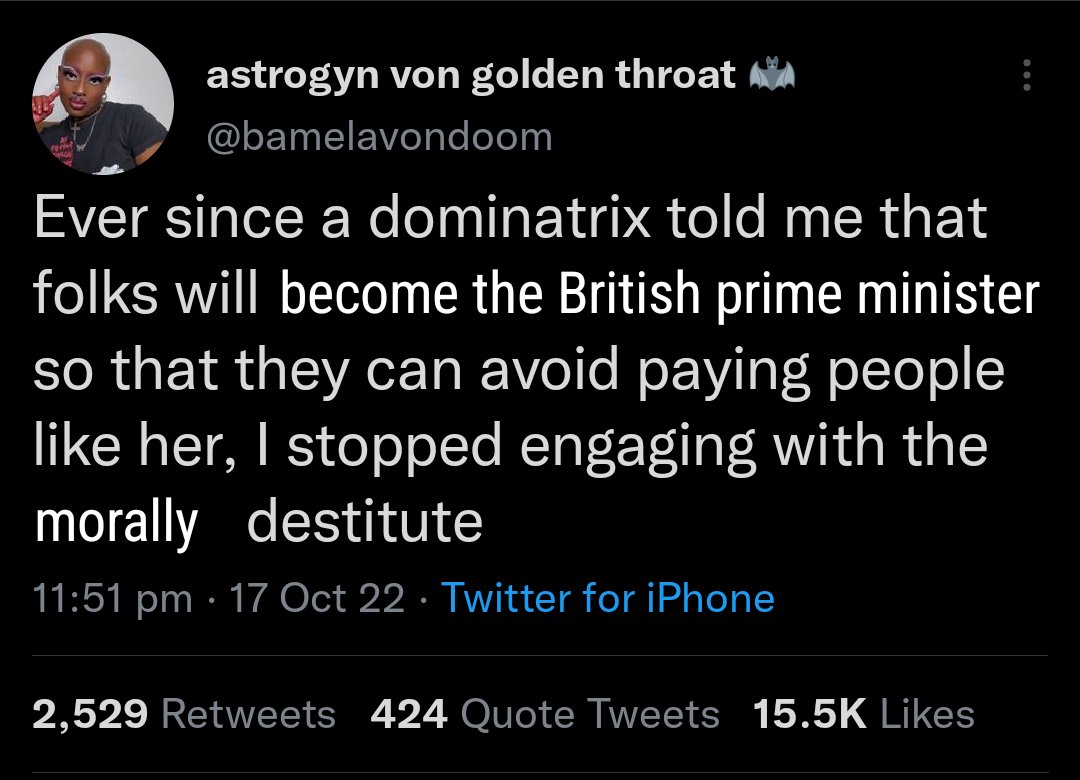 astrogyn von golden throat 🦇
@bamelavondoom
Ever since a dominatrix told me that
folks will become the British prime minister
so that they can avoid paying people
like her, I stopped engaging with the
morally destitute
11:51 pm · 17 Oct 22 · Twitter for iPhone
2,529 Retweets 424 Quote Tweets 15.5K Likes